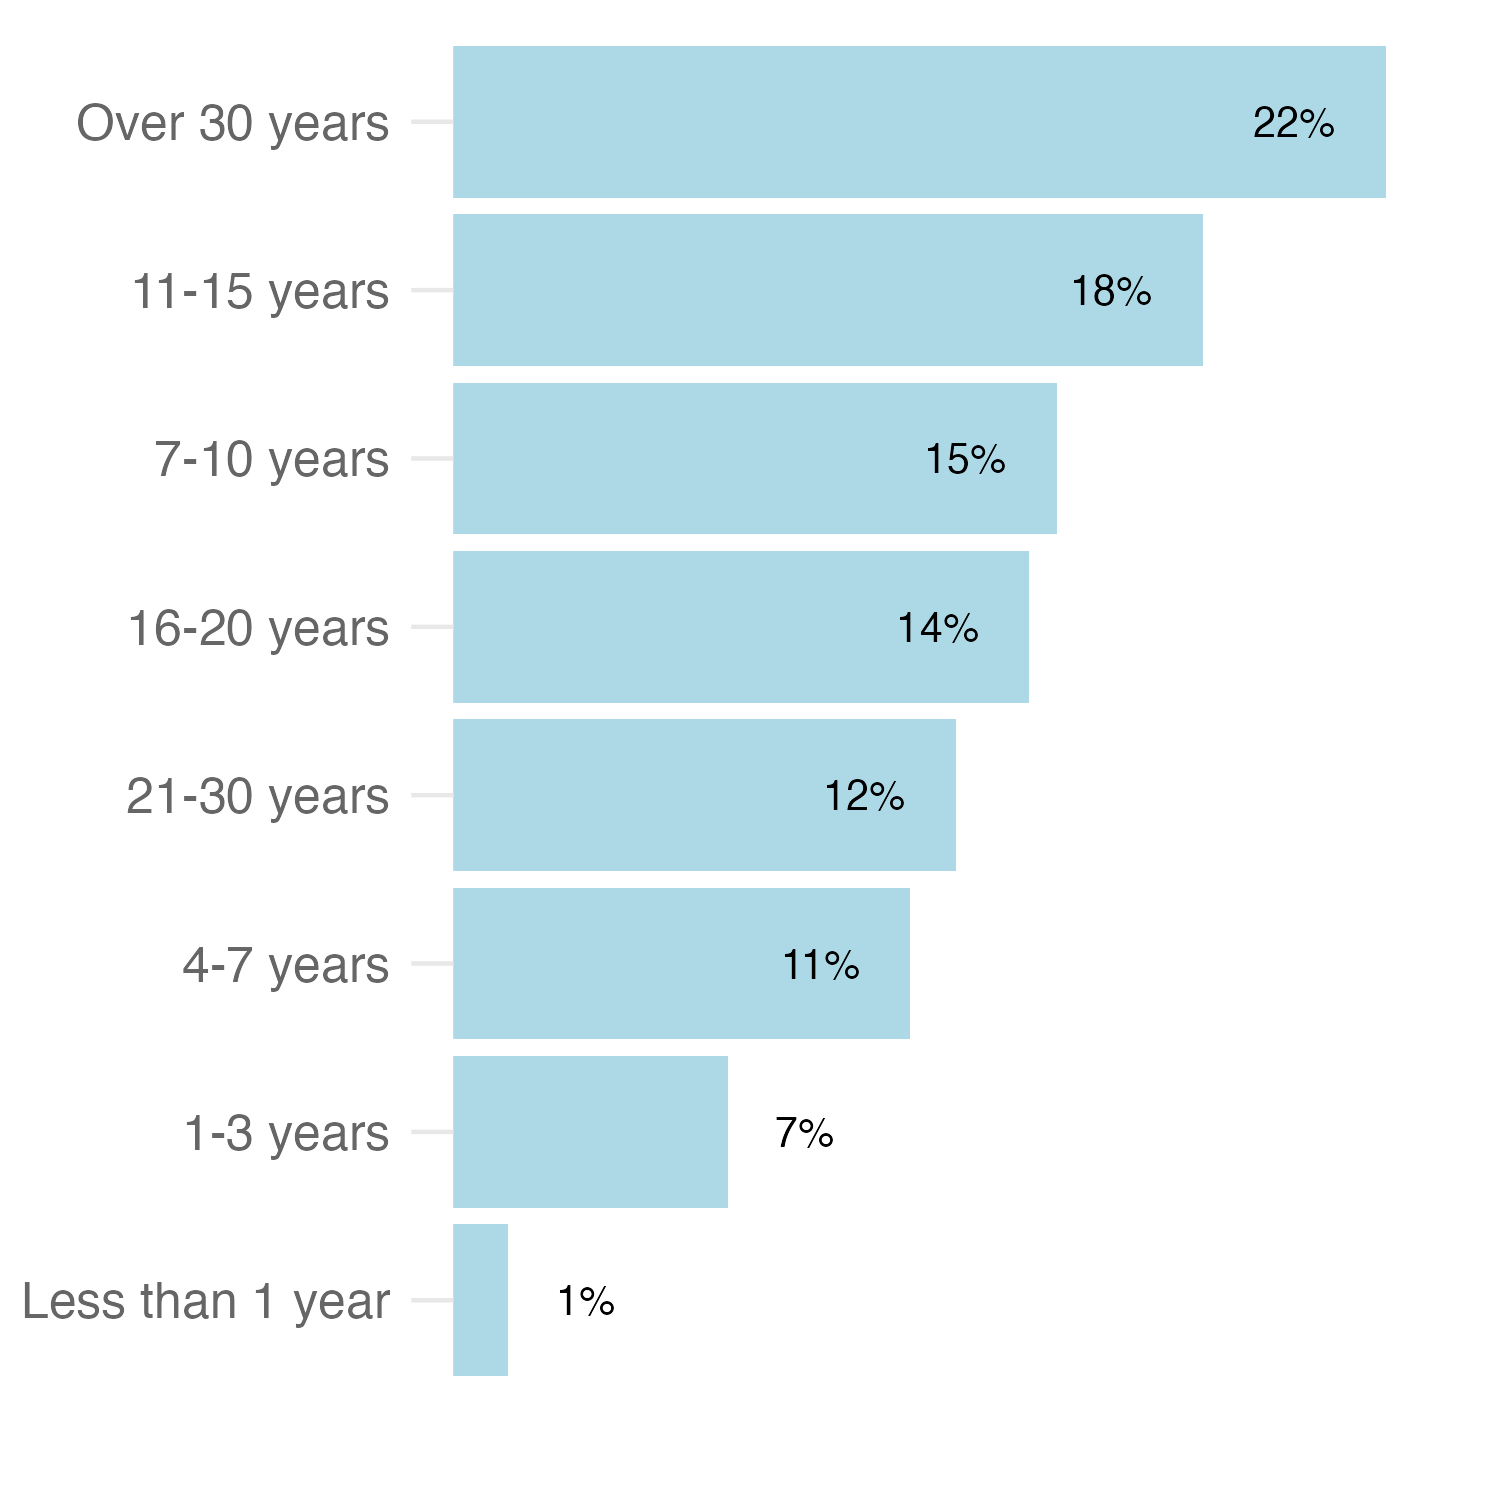 Over 30 years 22%
11-15 years 18%
7-10 years 15%
16-20 years 14%
21-30 years 12%
4-7 years 11%
1-3 years 7%
Less than 1 year 1%